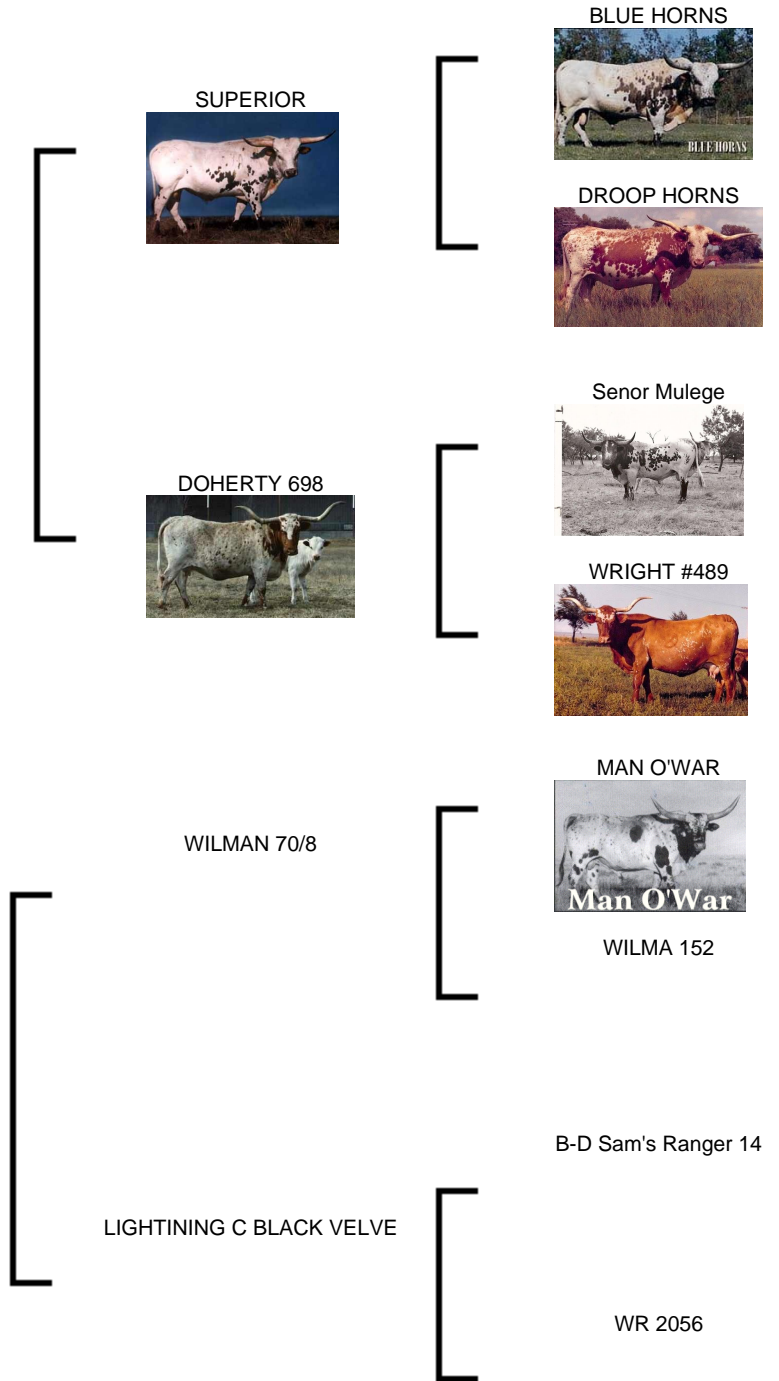 BLUE HORNS
BLUE HORNS
SUPERIOR
DROOP HORNS
Senor Mulege
DOHERTY 698
WRIGHT #489
MAN O'WAR
WILMAN 70/8
Man O'War
WILMA 152
B-D Sam's Ranger 14
LIGHTINING C BLACK VELVE
WR 2056